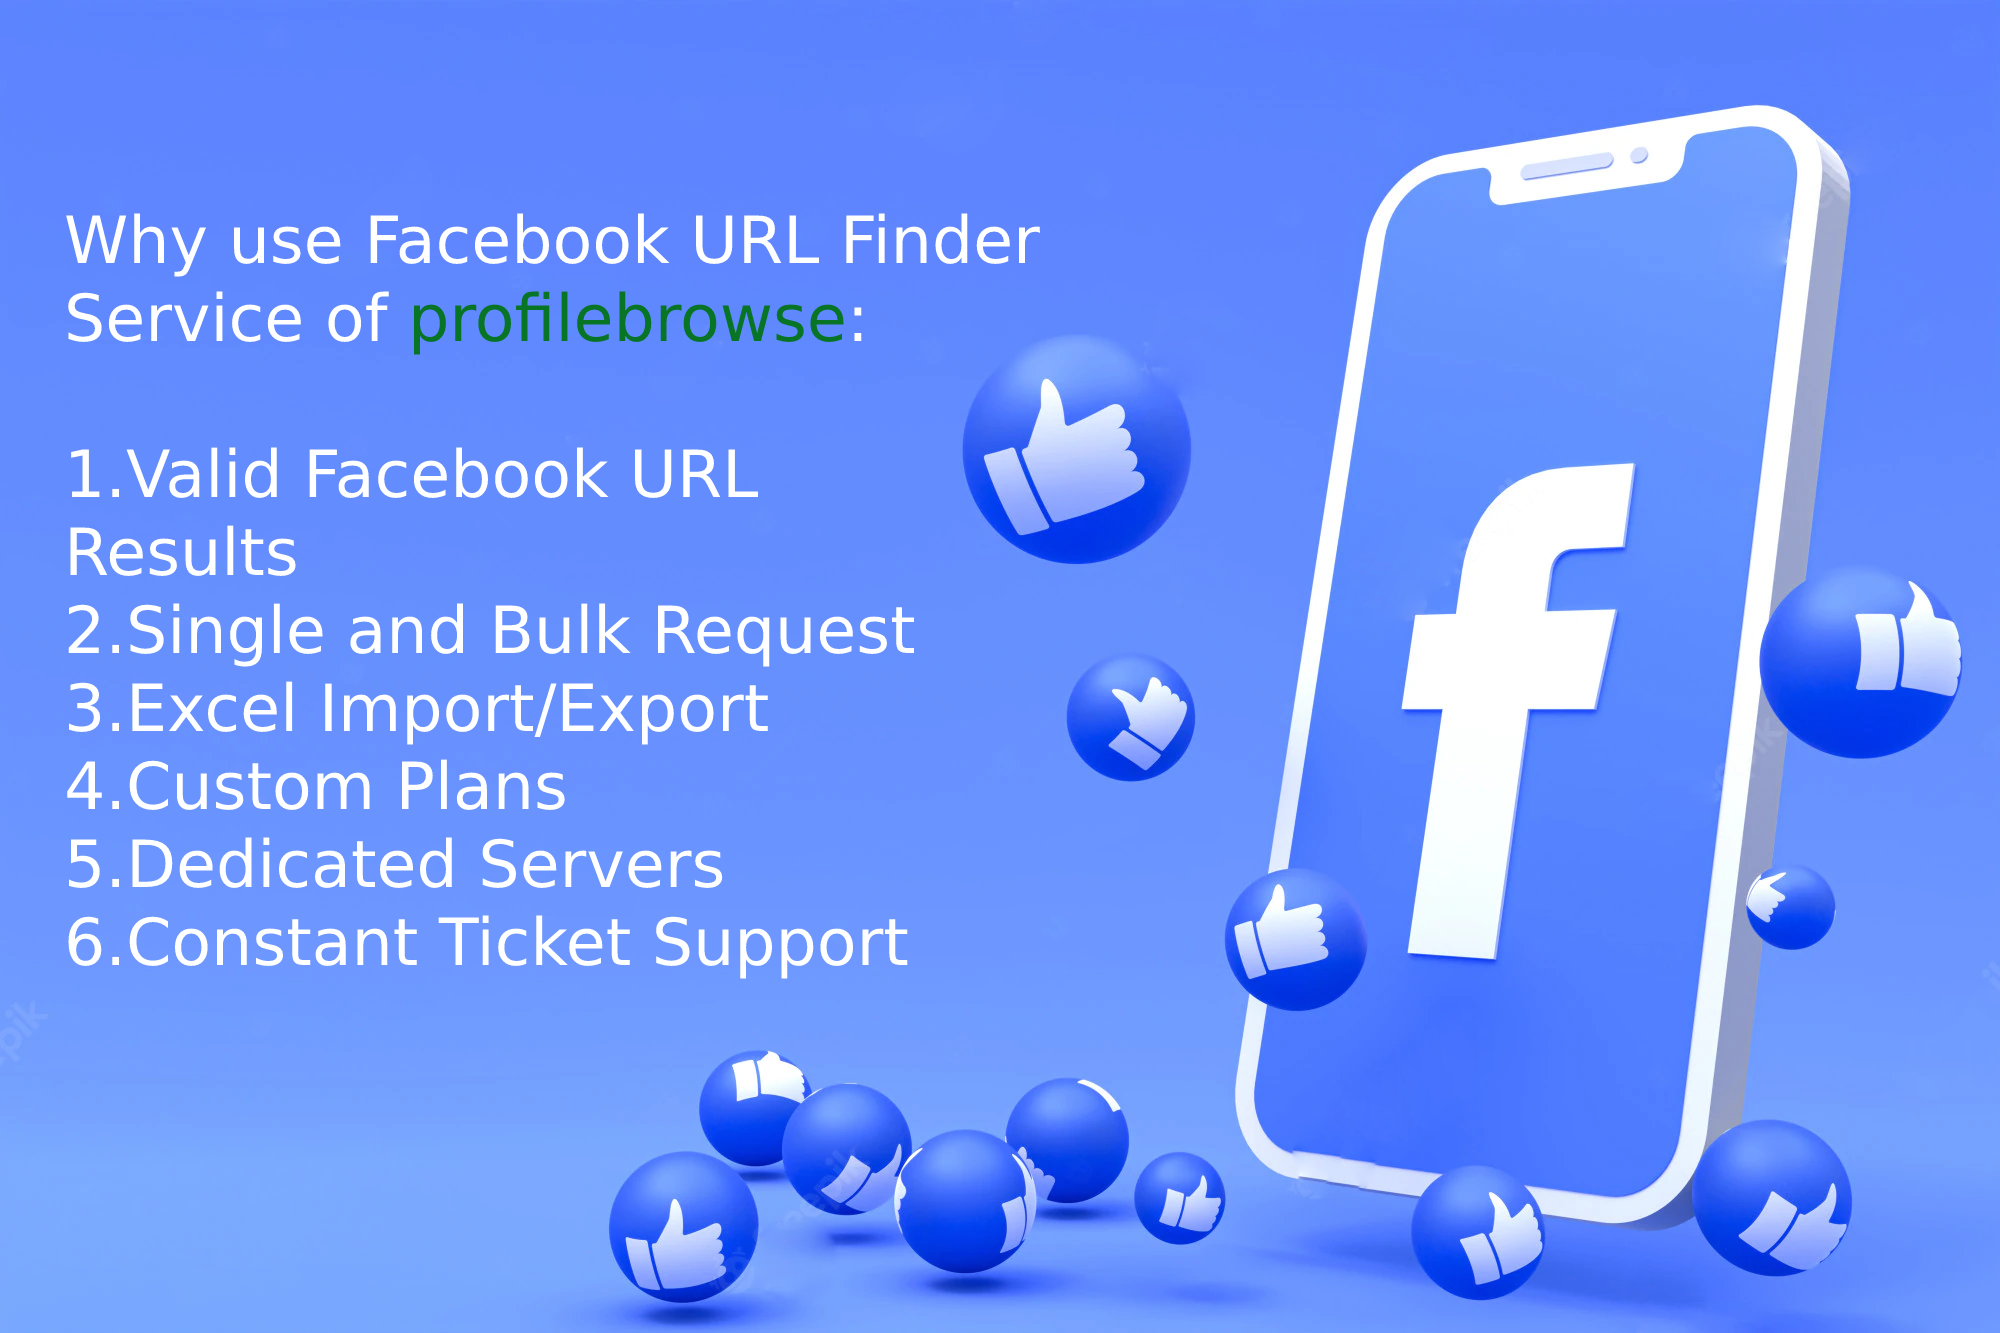 Why use Facebook URL Finder
Service of profilebrowse:
1.Valid Facebook URL
Results
2.Single and Bulk Request
3.Excel Import/Export
4.Custom Plans
5.Dedicated Servers
6.Constant Ticket Support
f